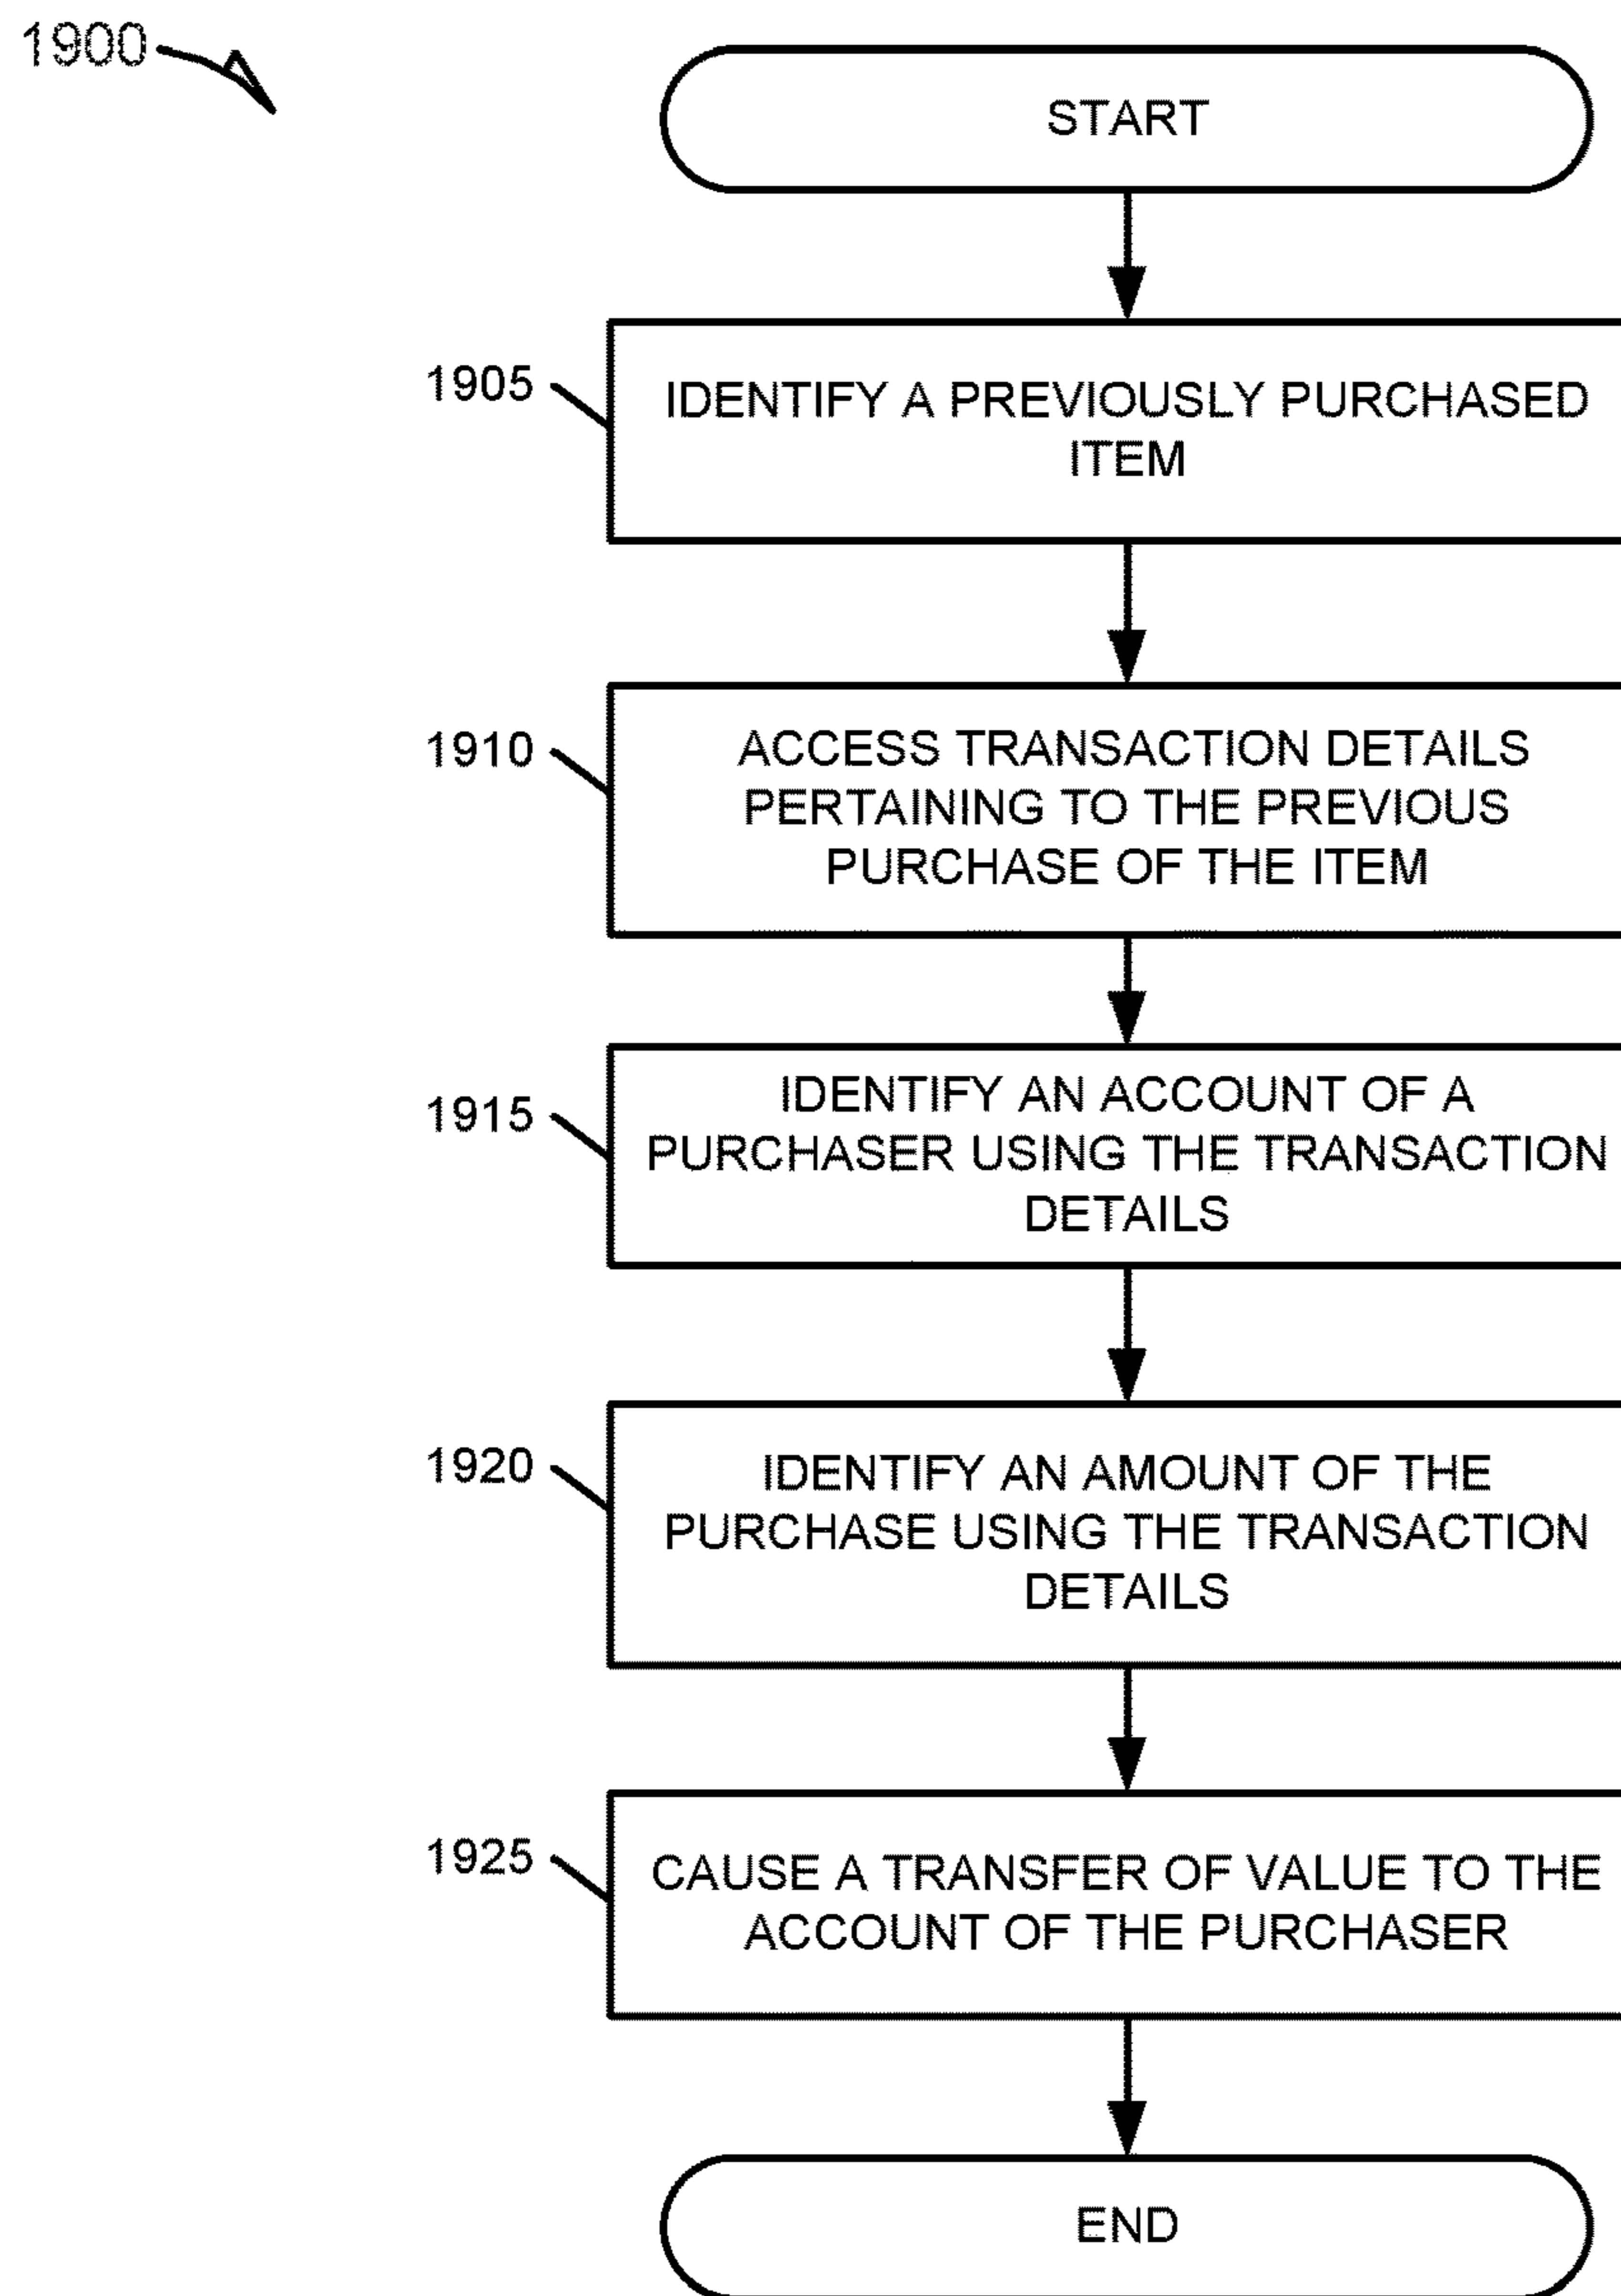 1900
START
1905
IDENTIFY A PREVIOUSLY PURCHASED
ITEM
1910
ACCESS TRANSACTION DETAILS
PERTAINING TO THE PREVIOUS
PURCHASE OF THE ITEM
1915
IDENTIFY AN ACCOUNT OF A
PURCHASER USING THE TRANSACTION
DETAILS
1920
IDENTIFY AN AMOUNT OF THE
PURCHASE USING THE TRANSACTION
DETAILS
1925
CAUSE A TRANSFER OF VALUE TO THE
ACCOUNT OF THE PURCHASER
END